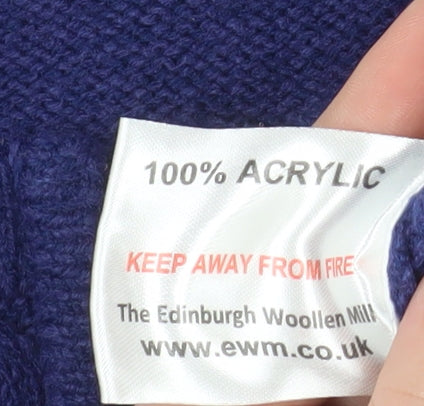 100% ACRYLIC
KEEP AWAY FROM FIRE
The Edinburgh Woollen Mill
www.ewm.co.uk